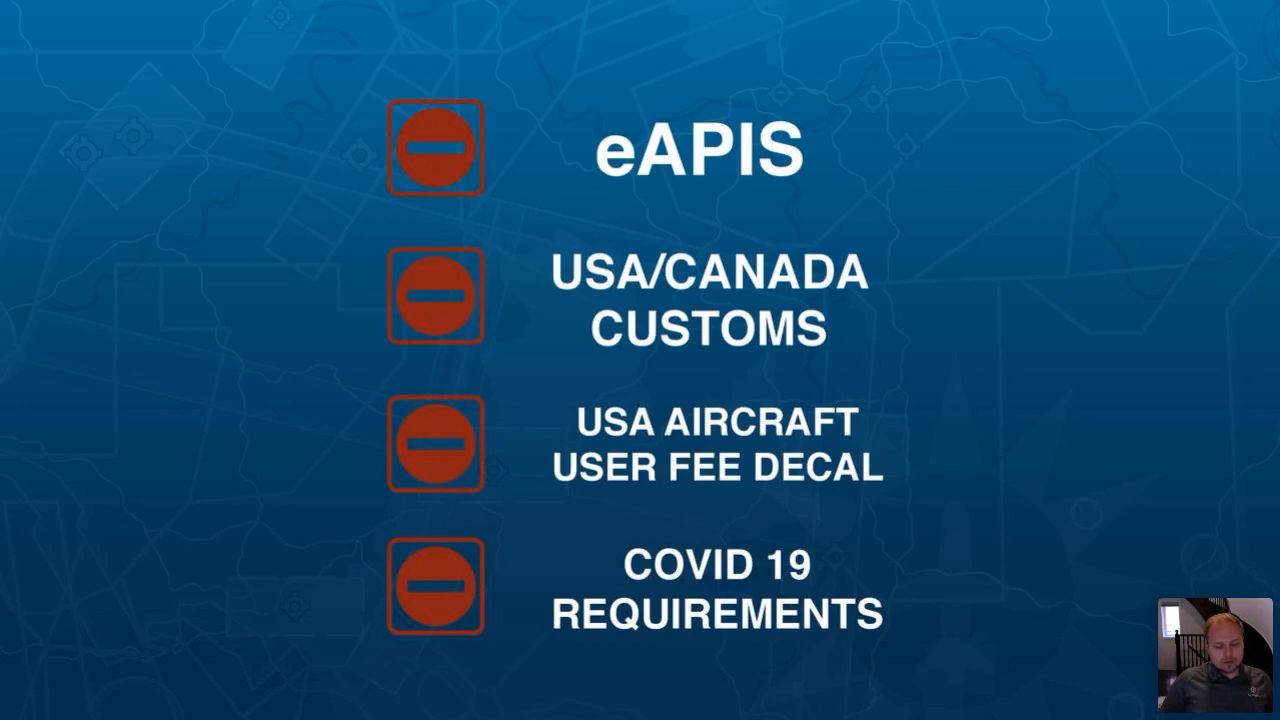 eAPIS
USA/CANADA
CUSTOMS
USA AIRCRAFT
USER FEE DECAL
COVID 19
REQUIREMENTS